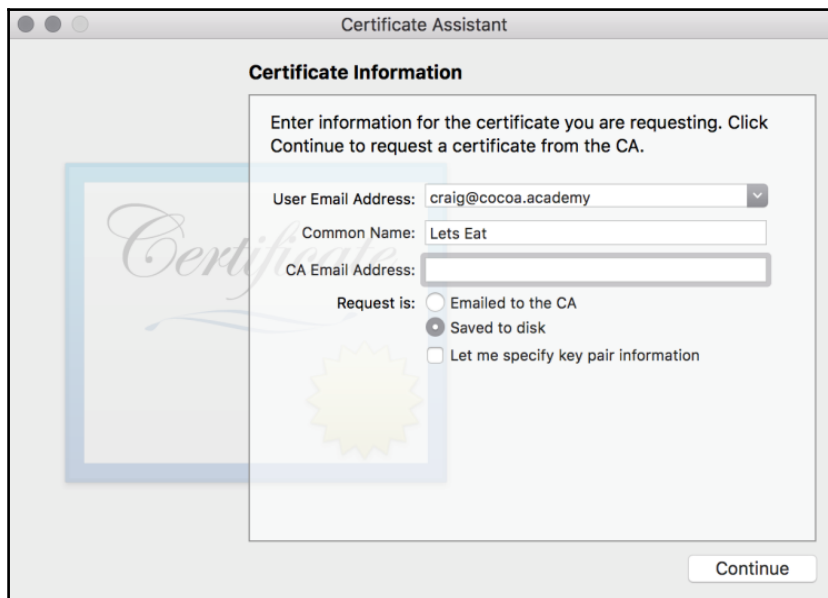 Certificate Assistant
Certificate Information
Enter information for the certificate you are requesting. Click
Continue to request a certificate from the CA.
User Email Address: craig@cocoa.academy
Common Name: Lets Eat
CA Email Address:
Request is: Emailed to the CA
Saved to disk
Let me specify key pair information
Certificate
Continue